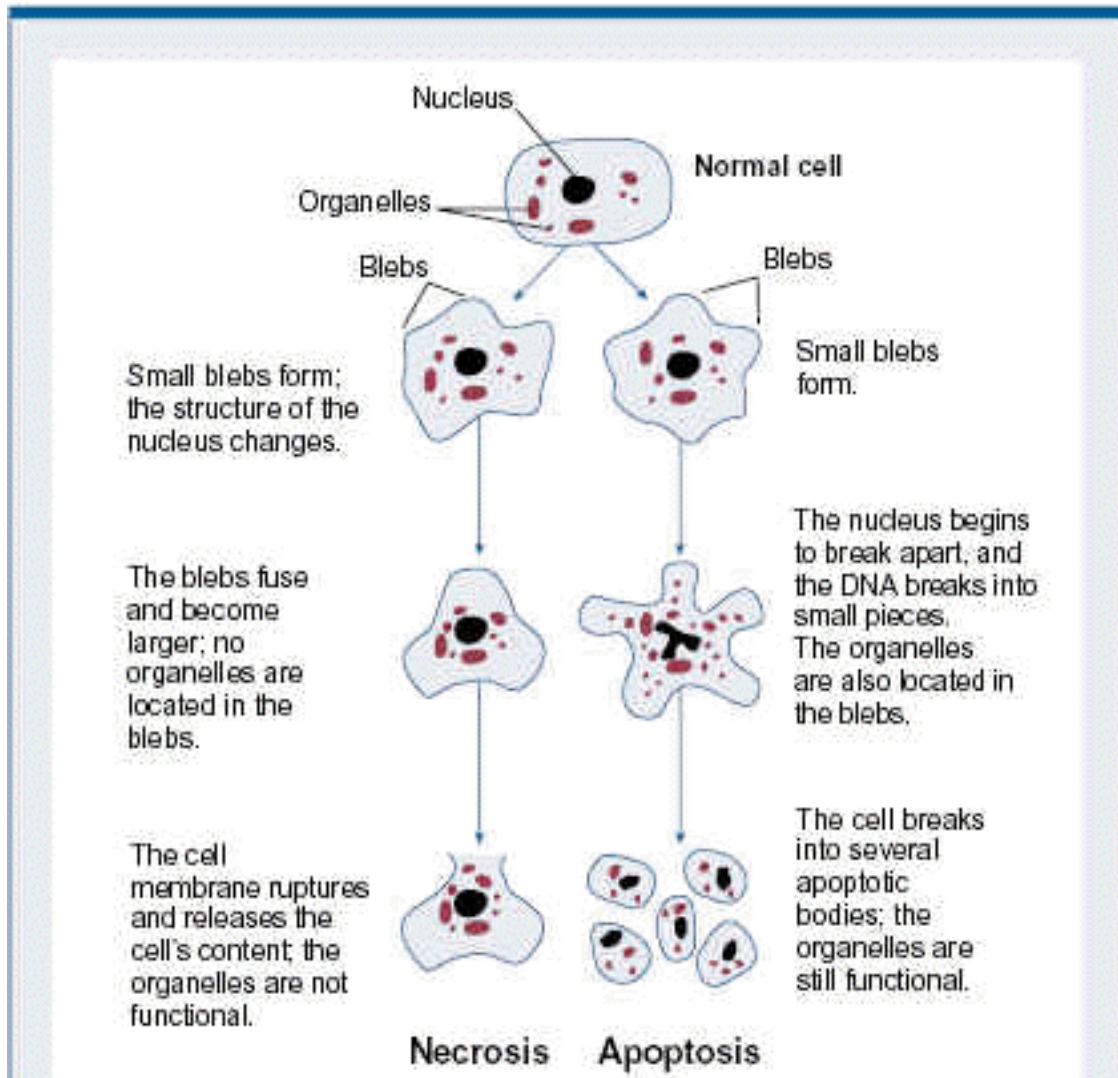 Nucleus
Normal cell
Organelles
Blebs
Blebs
Small blebs form;
the structure of the
nucleus changes.
Small blebs
form.
The blebs fuse
and become
larger; no
organelles are
located in the
blebs.
The nucleus begins
to break apart, and
the DNA breaks into
small pieces.
The organelles
are also located in
the blebs.
The cell
membrane ruptures
and releases the
cell's content; the
organelles are not
functional.
The cell breaks
into several
apoptotic
bodies; the
organelles are
still functional.
Necrosis
Apoptosis